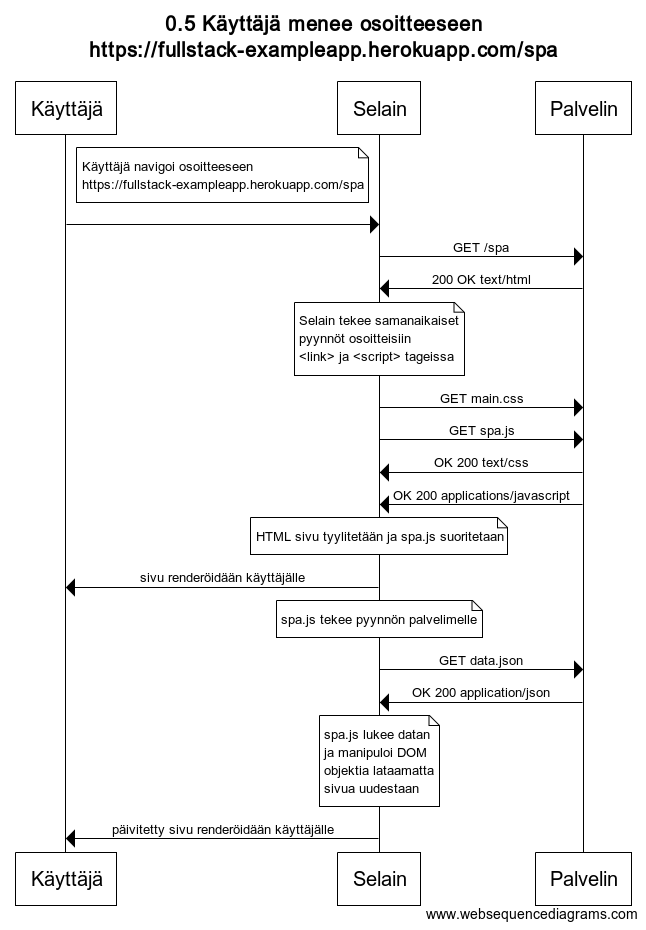 0.5 Käyttäjä menee osoitteeseen
https://fullstack-exampleapp.herokuapp.com/spa
Käyttäjä
Selain
Palvelin
Käyttäjä navigoi osoitteeseen
https://fullstack-exampleapp.herokuapp.com/spa
GET /spa
200 OK text/html
Selain tekee samanaikaiset
pyynnöt osoitteisiin
<link> ja <script> tageissa
GET main.css
GET spa.js
OK 200 text/css
OK 200 applications/javascript
HTML sivu tyylitetään ja spa.js suoritetaan
sivu renderöidään käyttäjälle
spa.js tekee pyynnön palvelimelle
GET data.json
OK 200 application/json
spa.js lukee datan
ja manipuloi DOM
objektia lataamatta
sivua uudestaan
päivitetty sivu renderöidään käyttäjälle
Käyttäjä
Selain
Palvelin
www.websequencediagrams.com